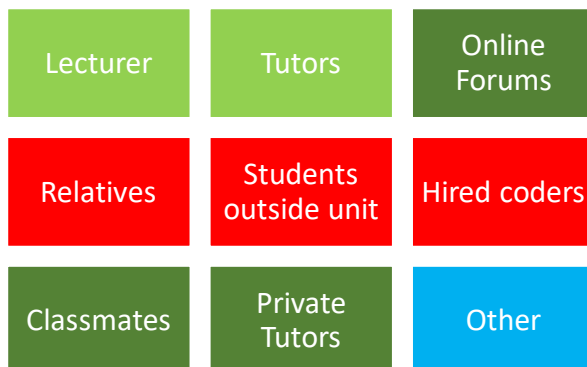 Lecturer
Tutors
Online
Forums
Relatives
Students
outside unit
Hired coders
Classmates
Private
Tutors
Other